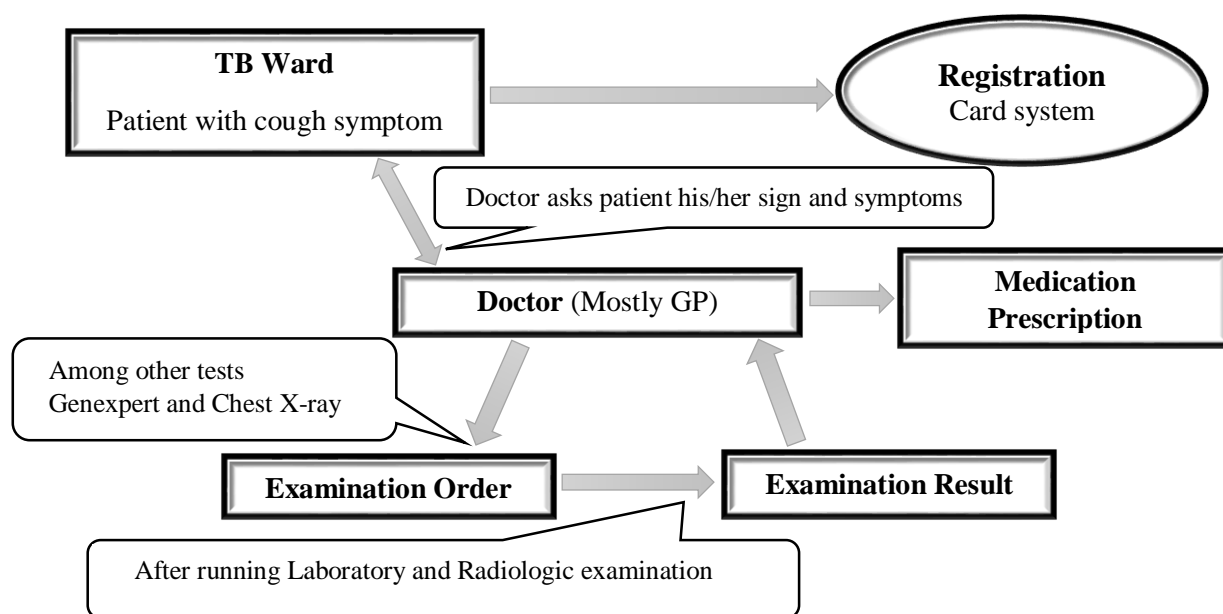 TB Ward
Patient with cough symptom
Registration
Card system
Doctor asks patient his/her sign and symptoms
Doctor (Mostly GP)
Medication
Prescription
Among other tests
Genexpert and Chest X-ray
Examination Order
Examination Result
After running Laboratory and Radiologic examination